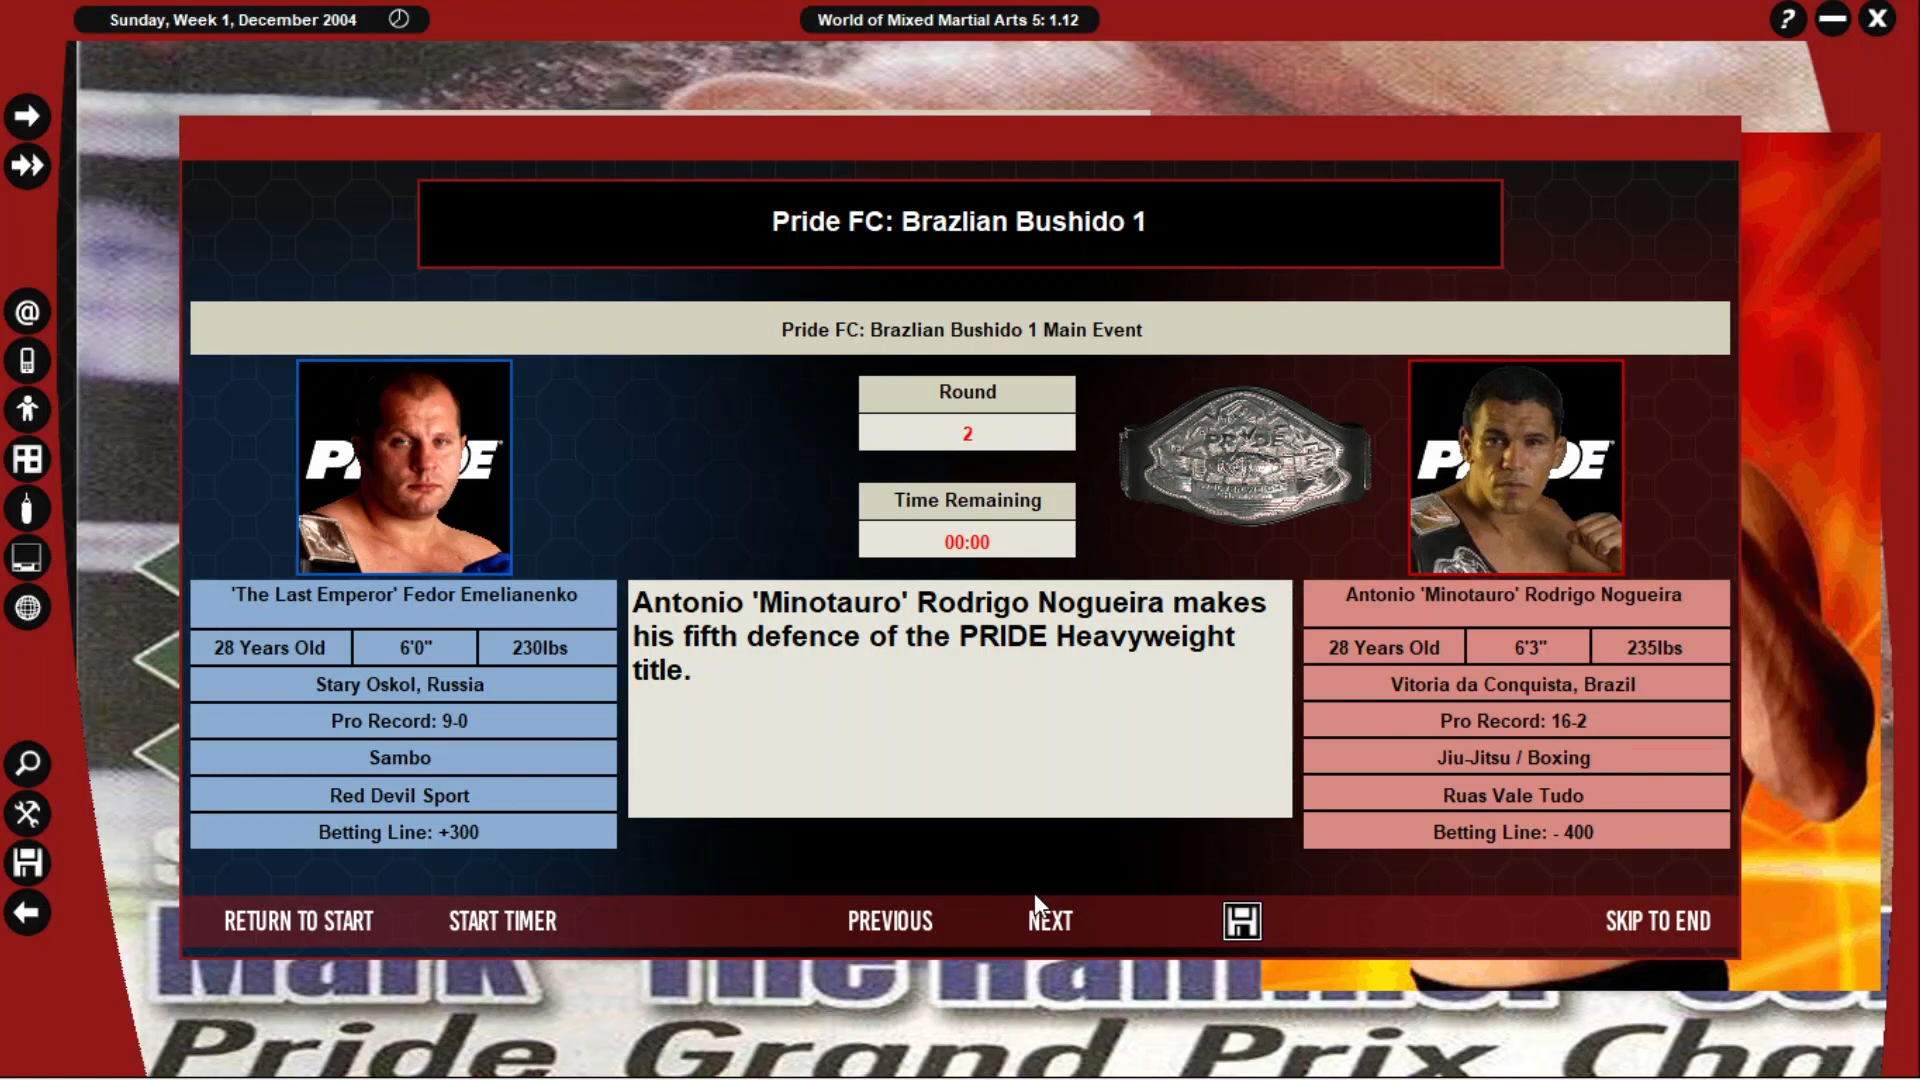 Sunday, Week 1, December 2004
World of Mixed Martial Arts 5: 1.12
?
X
@
Pride FC: Brazlian Bushido 1
Pride FC: Brazlian Bushido 1 Main Event
Round
2
Time Remaining
00:00
PRIDE
'The Last Emperor' Fedor Emelianenko
28 Years Old
6'0"
230lbs
Stary Oskol, Russia
Pro Record: 9-0
Sambo
Red Devil Sport
Betting Line: +300
Antonio 'Minotauro' Rodrigo Nogueira makes
his fifth defence of the PRIDE Heavyweight
title.
Antonio 'Minotauro' Rodrigo Nogueira
28 Years Old
6'3"
235lbs
Vitoria da Conquista, Brazil
Pro Record: 16-2
Jiu-Jitsu / Boxing
Ruas Vale Tudo
Betting Line: - 400
RETURN TO START
START TIMER
PREVIOUS
NEXT
SKIP TO END
Mark "The Hammer"
Pride Grand Prix